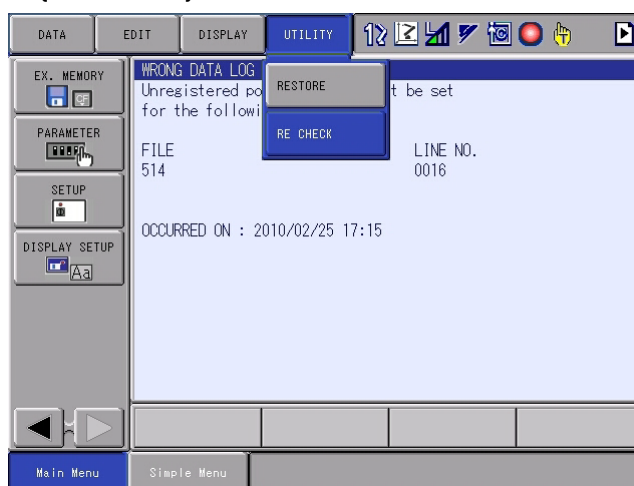 DATA EDIT DISPLAY UTILITY
EX. MEMORY
CF
PARAMETER
SETUP
DISPLAY SETUP
Aa
WRONG DATA LOG
Unregistered po t be set
for the followi
RESTORE
RE CHECK
FILE LINE NO.
514 0016
OCCURRED ON : 2010/02/25 17:15
Main Menu Simple Menu